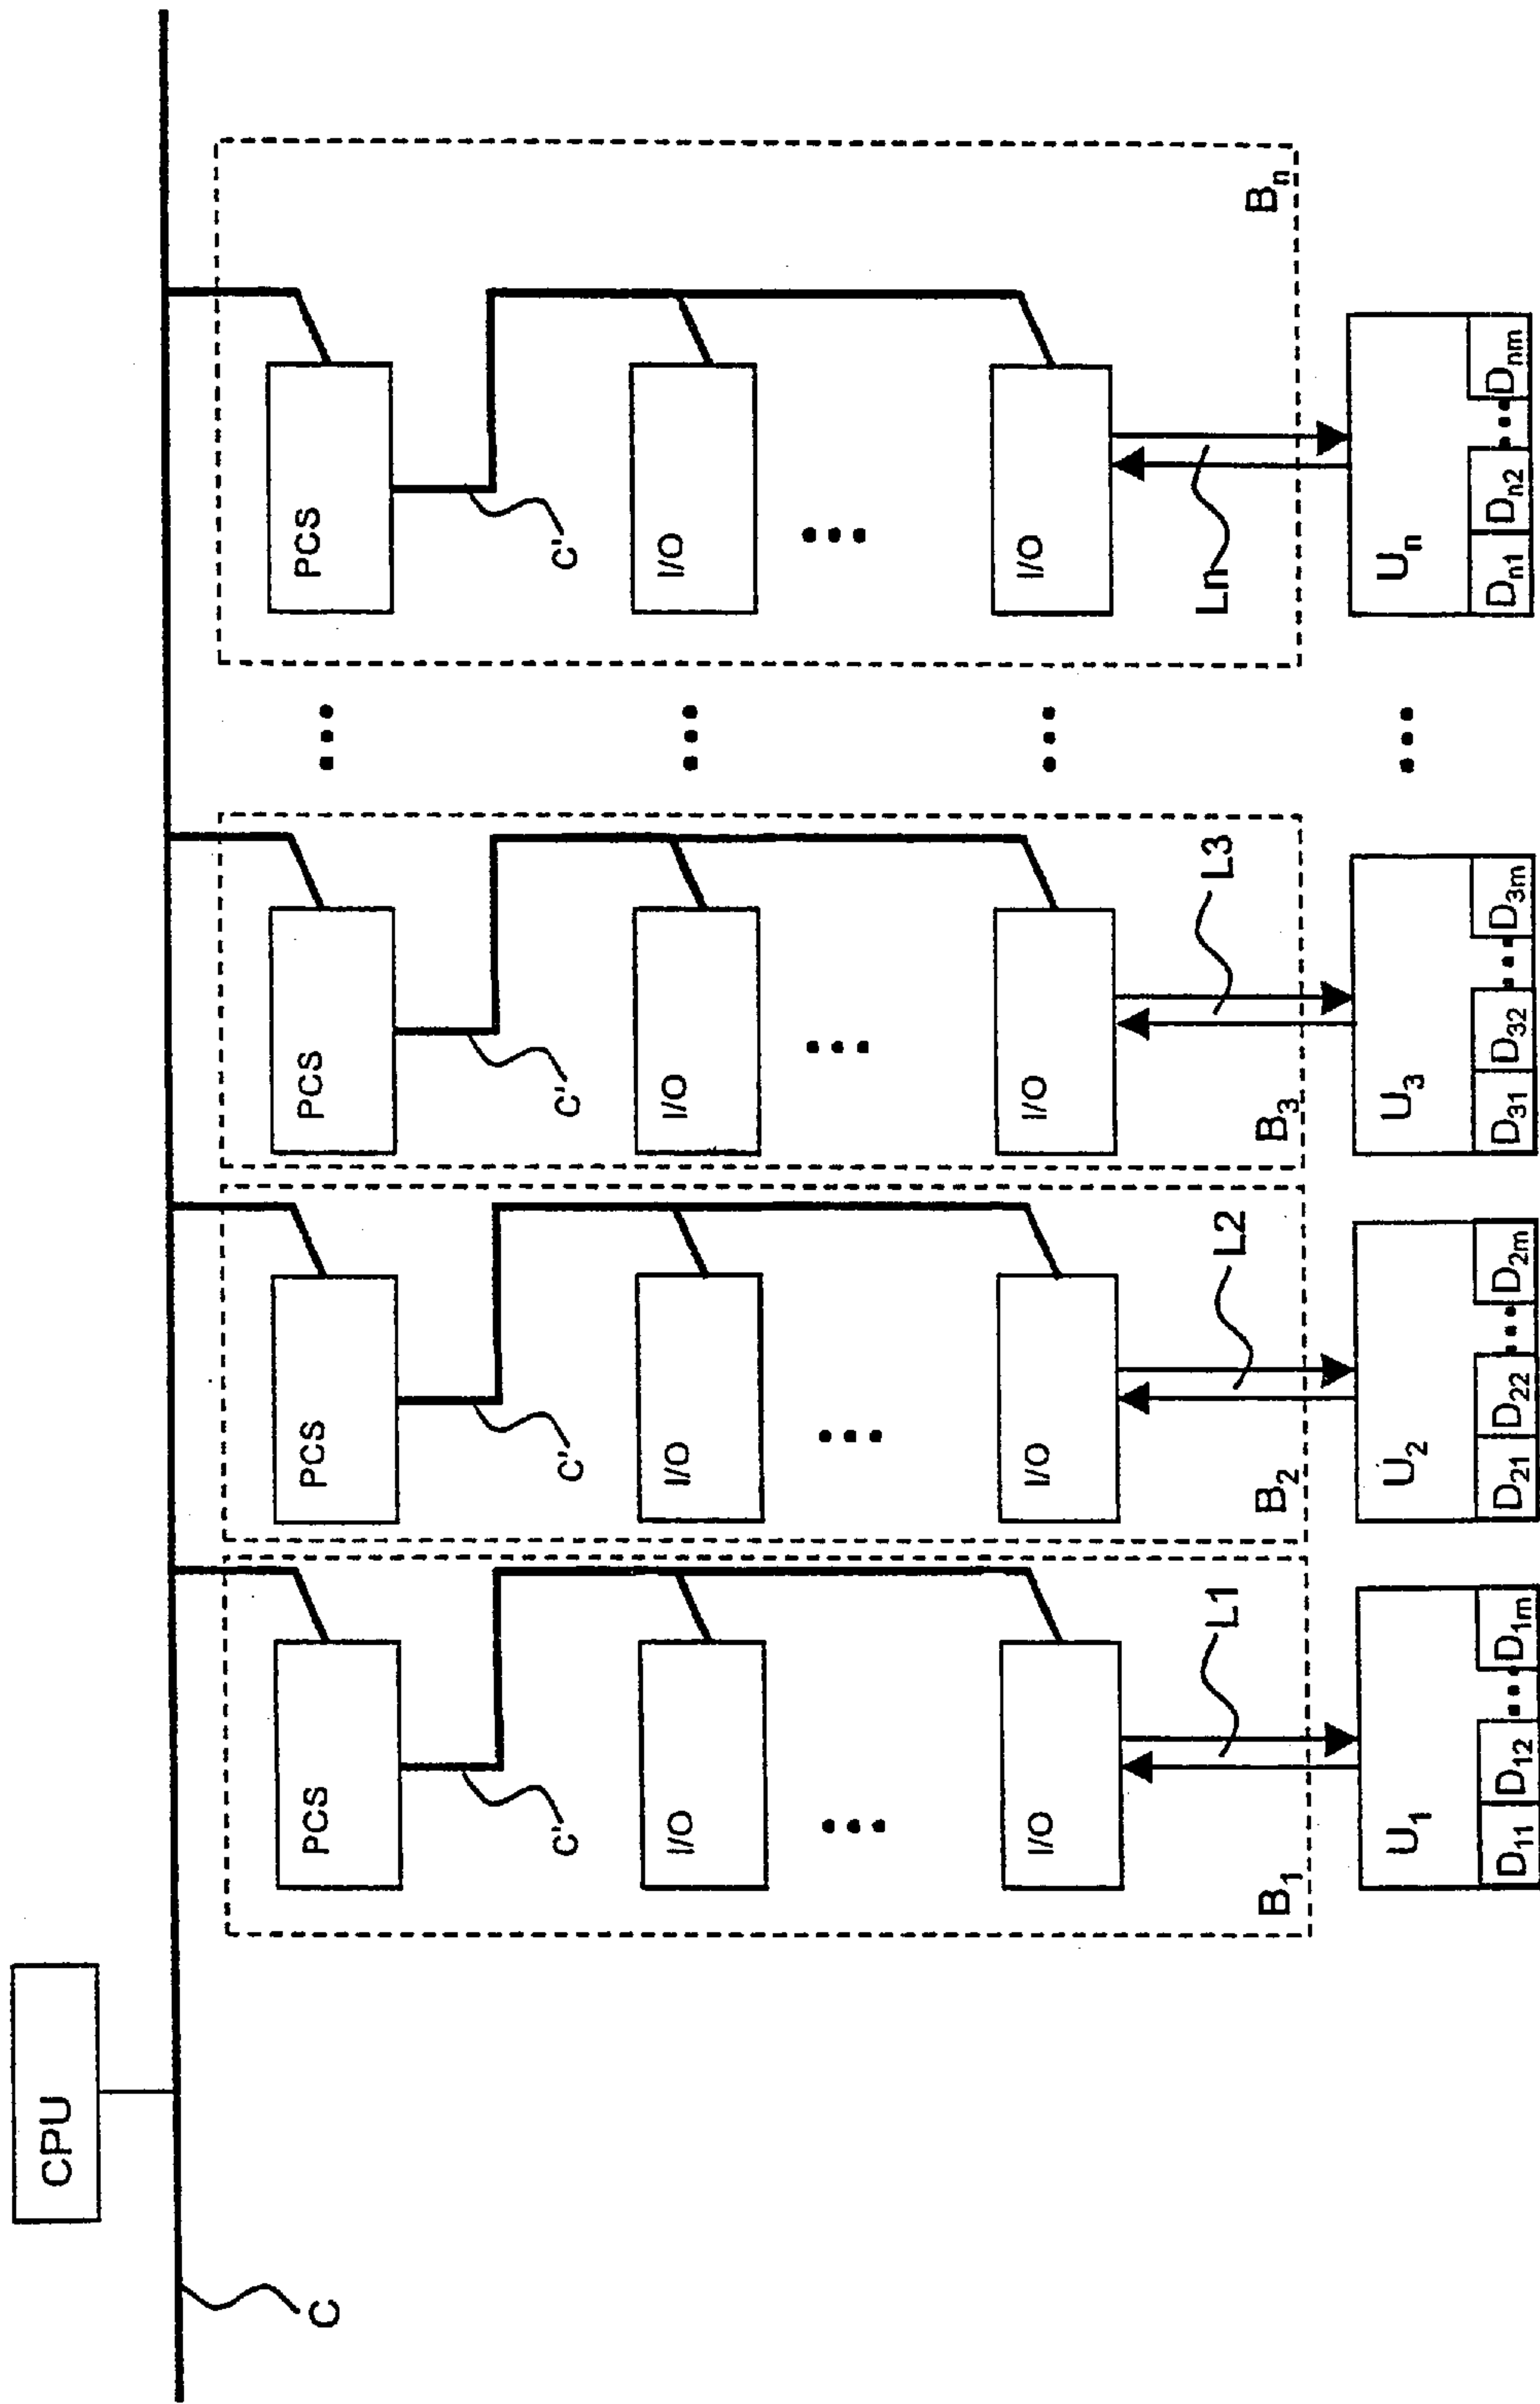 CPU
C
PCS
C'
I/O
I/O
L1
B1
U1
D11 D12 D1m
PCS
C'
I/O
I/O
L2
B2
U2
D21 D22 D2m
PCS
C'
I/O
I/O
L3
B3
U3
D31 D32 D3m
PCS
C'
I/O
I/O
Ln
Bn
Un
Dn1 Dn2 Dnm